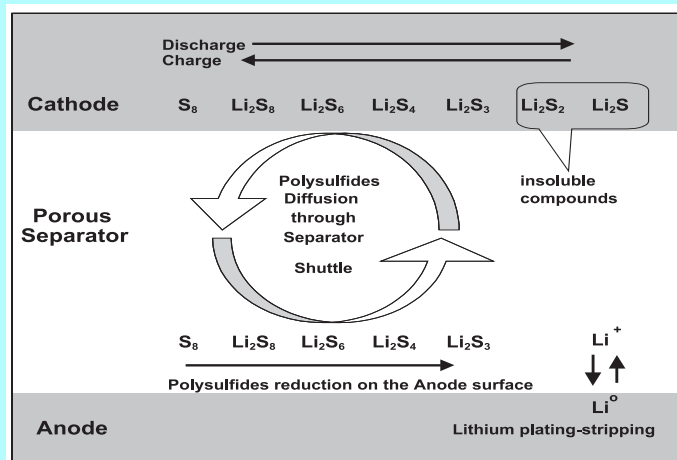 Discharge
Charge
Cathode S₈ Li₂S₈ Li₂S₆ Li₂S₄ Li₂S₃ Li₂S₂ Li₂S
insoluble
compounds
Polysulfides
Diffusion
through
Separator
Shuttle
Porous
Separator
S₈ Li₂S₈ Li₂S₆ Li₂S₄ Li₂S₃ Li⁺
Polysulfides reduction on the Anode surface
Li⁰
Anode Lithium plating-stripping